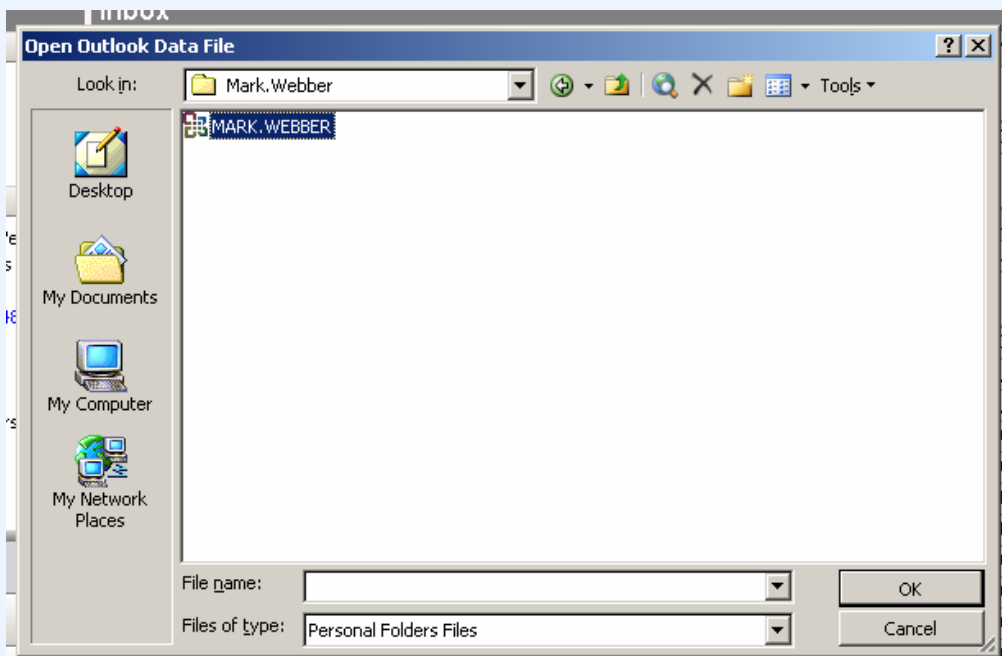 Inbox
Open Outlook Data File
Look in:
Mark.Webber
Tools
MARK.WEBBER
Desktop
My Documents
My Computer
My Network
Places
File name:
OK
Files of type:
Personal Folders Files
Cancel
48